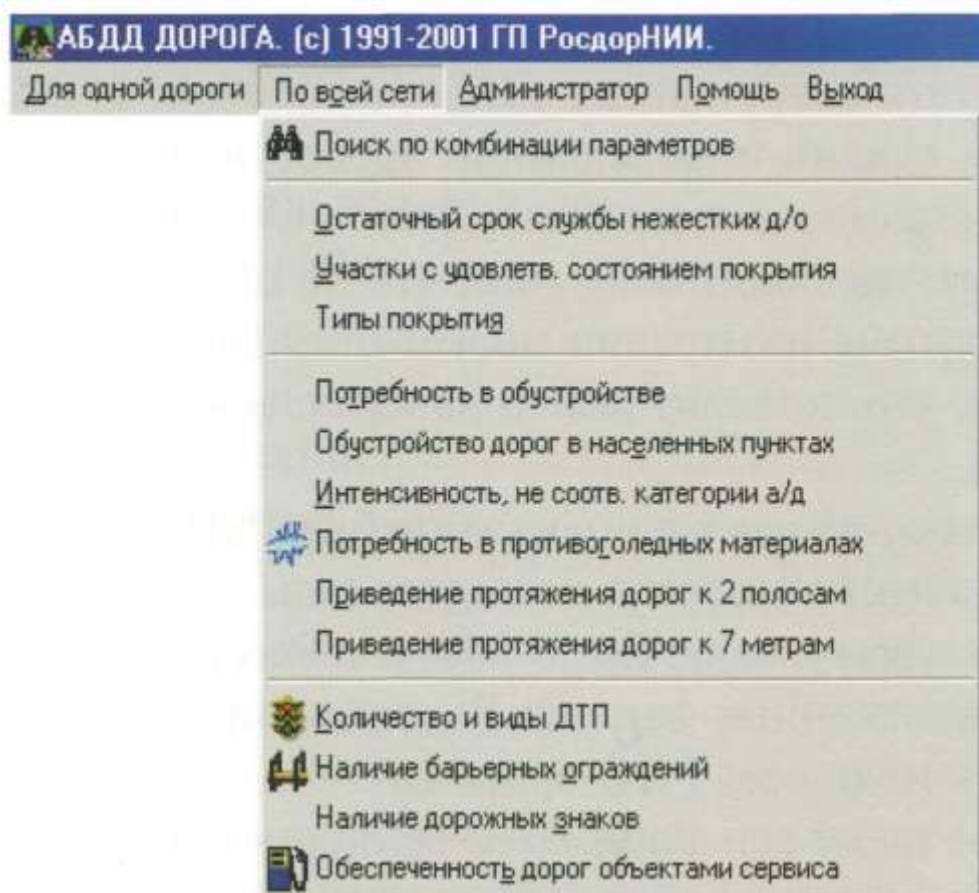 АБДД ДОРОГА. (с) 1991-2001 ГП РосдорНИИ.
Для одной дороги По всей сети Администратор Помощь Выход
Поиск по комбинации параметров
Остаточный срок службы нежестких д/о
Участки с удовлетв. состоянием покрытия
Типы покрытия
Потребность в обустройстве
Обустройство дорог в населенных пунктах
Интенсивность, не соотв. категории а/д
Потребность в противогололедных материалах
Приведение протяжения дорог к 2 полосам
Приведение протяжения дорог к 7 метрам
Количество и виды ДТП
Наличие барьерных ограждений
Наличие дорожных знаков
Обеспеченность дорог объектами сервиса